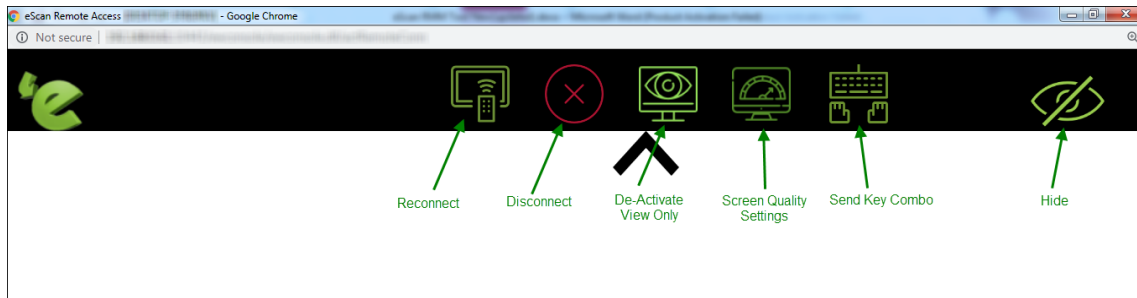 eScan Remote Access
- Google Chrome
Not secure
Reconnect
Disconnect
De-Activate
View Only
Screen Quality
Settings
Send Key Combo
Hide